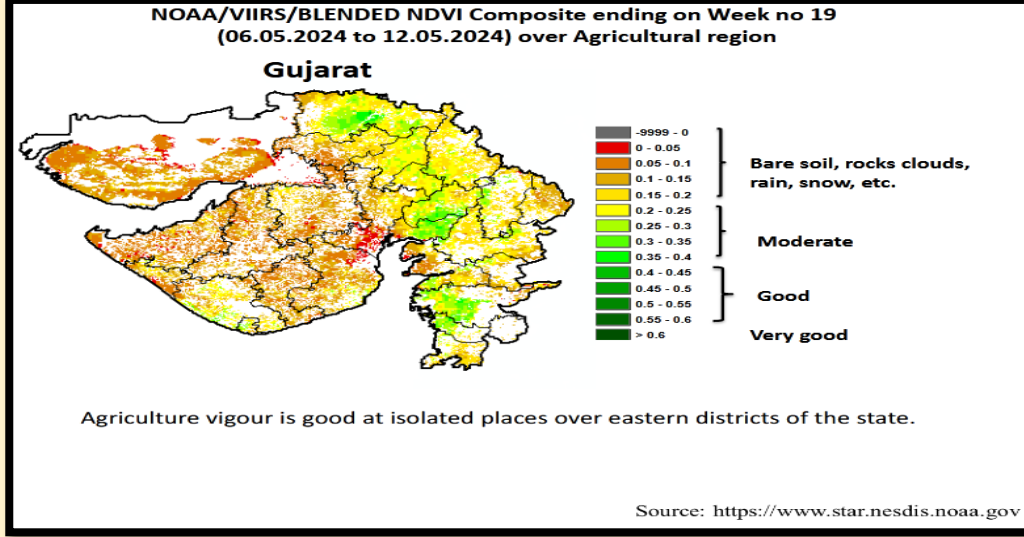 NOAA/VIIRS/BLENDED NDVI Composite ending on Week no 19
(06.05.2024 to 12.05.2024) over Agricultural region
Gujarat
-9999 - 0
0 - 0.05
0.05 - 0.1
0.1 - 0.15
0.15 - 0.2
0.2 - 0.25
0.25 - 0.3
0.3 - 0.35
0.35 - 0.4
0.4 - 0.45
0.45 - 0.5
0.5 - 0.55
0.55 - 0.6
> 0.6
Bare soil, rocks clouds,
rain, snow, etc.
Moderate
Good
Very good
Agriculture vigour is good at isolated places over eastern districts of the state.
Source: https://www.star.nesdis.noaa.gov